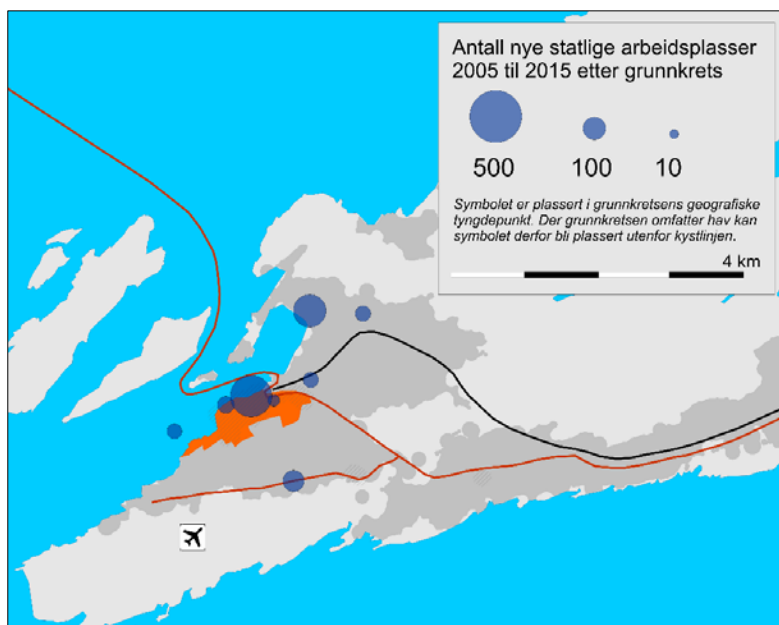 Antall nye statlige arbeidsplasser
2005 til 2015 etter grunnkrets
500 100 10
Symbolet er plassert i grunnkretsens geografiske
tyngdepunkt. Der grunnkretsen omfatter hav kan
symbolet derfor bli plassert utenfor kystlinjen.
4 km